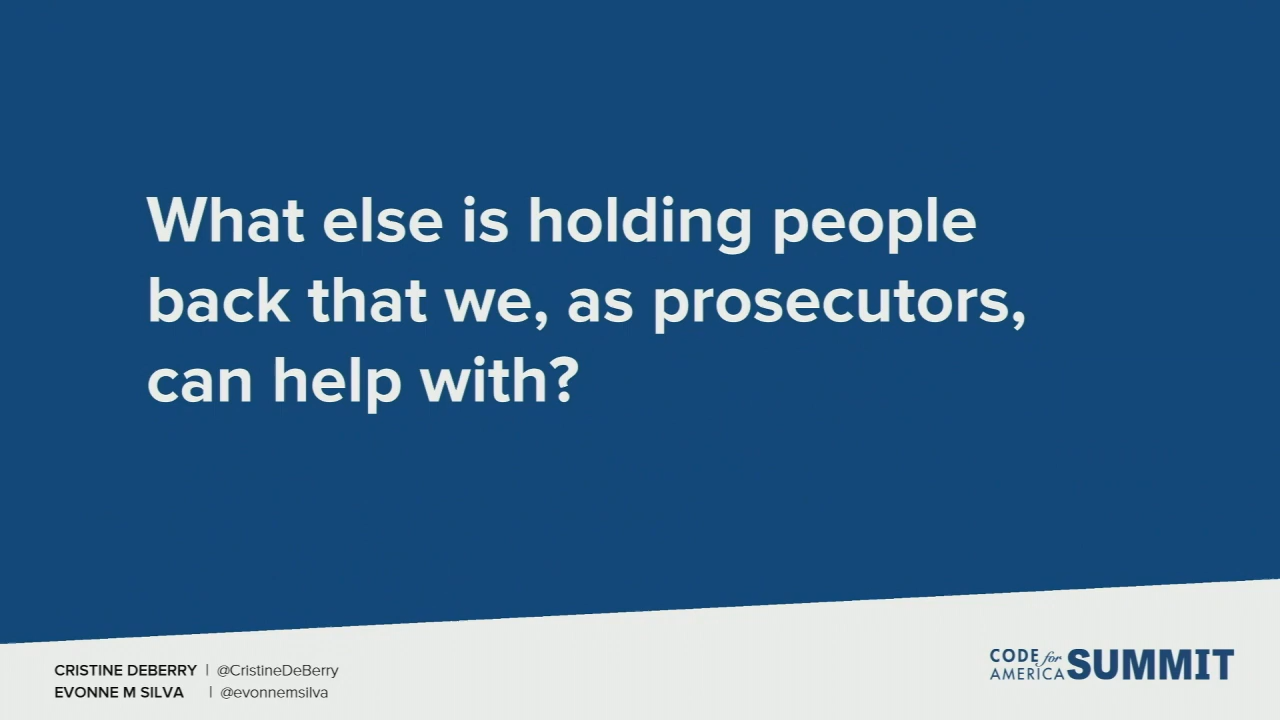 What else is holding people
back that we, as prosecutors,
can help with?
CRISTINE DEBERRY | @CristineDeBerry
EVONNE M SILVA | @evonnemsilva
CODE for
AMERICA SUMMIT